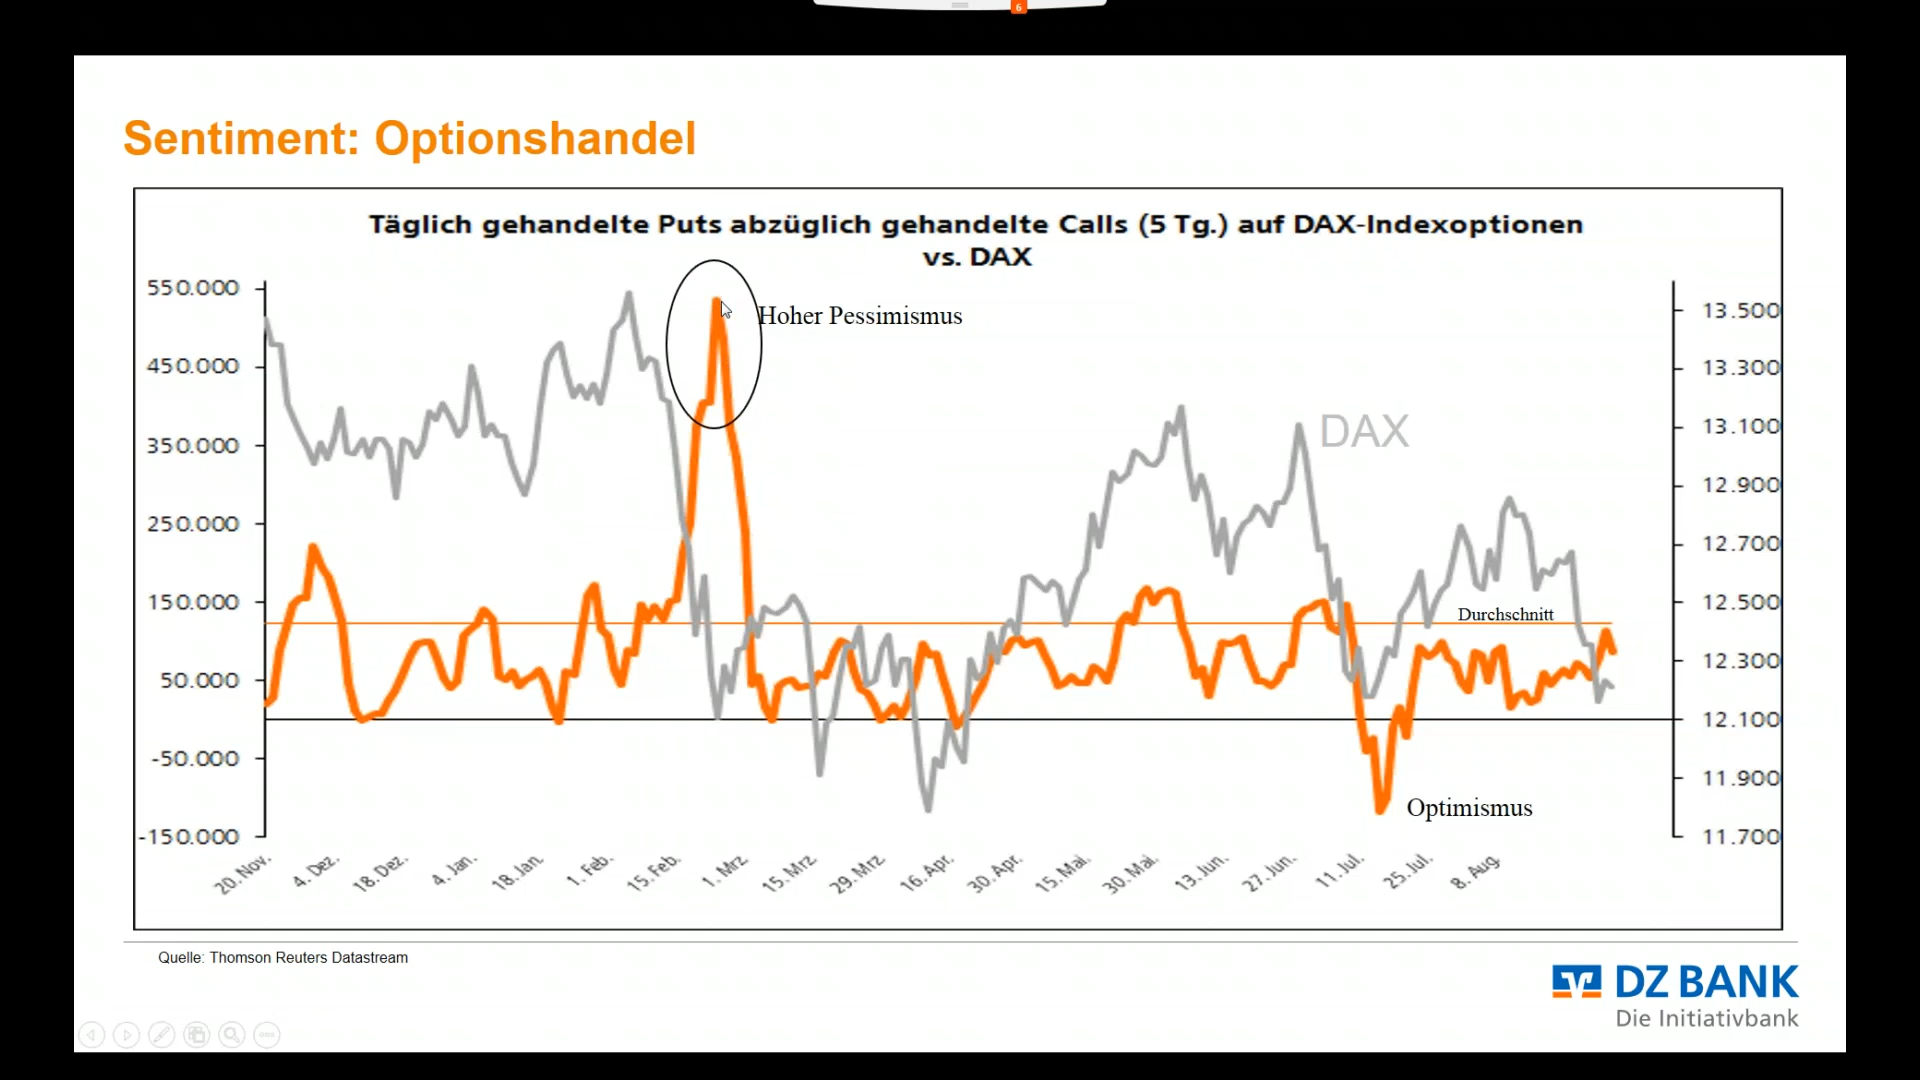 6
Sentiment: Optionshandel
Täglich gehandelte Puts abzüglich gehandelte Calls (5 Tg.) auf DAX-Indexoptionen
vs. DAX
550.000
450.000
350.000
250.000
150.000
50.000
-50.000
-150.000
Hoher Pessimismus
DAX
Durchschnitt
Optimismus
13.500
13.300
13.100
12.900
12.700
12.500
12.300
12.100
11.900
11.700
20. Nov.
4. Dez.
18. Dez.
4. Jan.
18. Jan.
1. Feb.
15. Feb.
1. Mrz.
15. Mrz.
29. Mrz.
16. Apr.
30. Apr.
15. Mai.
30. Mai.
13. Jun.
27. Jun.
11. Jul.
25. Jul.
8. Aug.
Quelle: Thomson Reuters Datastream
DZ BANK
Die Initiativbank